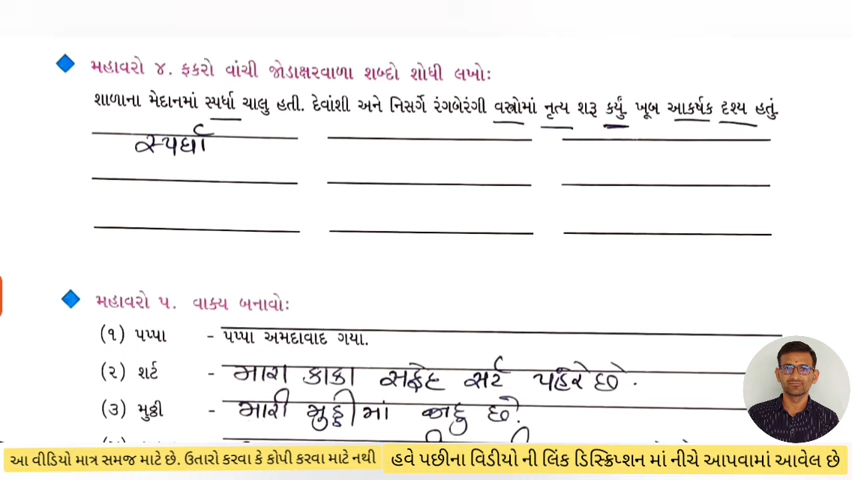 મહાવરો ૪. ફકરો વાંચી જોડાક્ષરવાળા શબ્દો શોધી લખો:
શાળાના મેદાનમાં સ્પર્ધા ચાલુ હતી. દેવાંશી અને નિસર્ગે રંગબેરંગી વસ્ત્રોમાં નૃત્ય શરૂ કર્યું. ખૂબ આકર્ષક દૃશ્ય હતું.
સ્પર્ધા
મહાવરો ૫. વાક્ય બનાવો:
(૧) પપ્પા - પપ્પા અમદાવાદ ગયા.
(૨) શર્ટ - મારા કાકા સફેદ સર્ટ પહેરે છે.
(૩) મુઠ્ઠી - મારી મુઠ્ઠીમાં છે.
આ વીડિયો માત્ર સમજ માટે છે. ઉતારો કરવા કે કોપી કરવા માટે નથી
હવે પછીના વિડીયો ની લિંક ડિસ્ક્રિપ્શન માં નીચે આપવામાં આવેલ છે